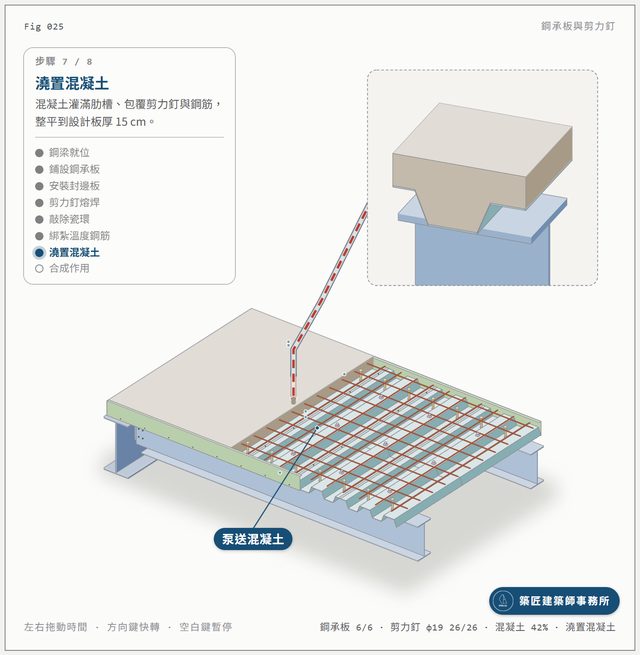 Fig 025
鋼承板與剪力釘
步驟 7 / 8
澆置混凝土
混凝土灌滿肋槽、包覆剪力釘與鋼筋，
整平到設計板厚 15 cm。
鋼梁就位
鋪設鋼承板
安裝封邊板
剪力釘熔焊
敲除瓷環
綁紮溫度鋼筋
澆置混凝土
合成作用
泵送混凝土
築匠建築師事務所
左右拖動時間 · 方向鍵快轉 · 空白鍵暫停
鋼承板 6/6 · 剪力釘 φ19 26/26 · 混凝土 42% · 澆置混凝土